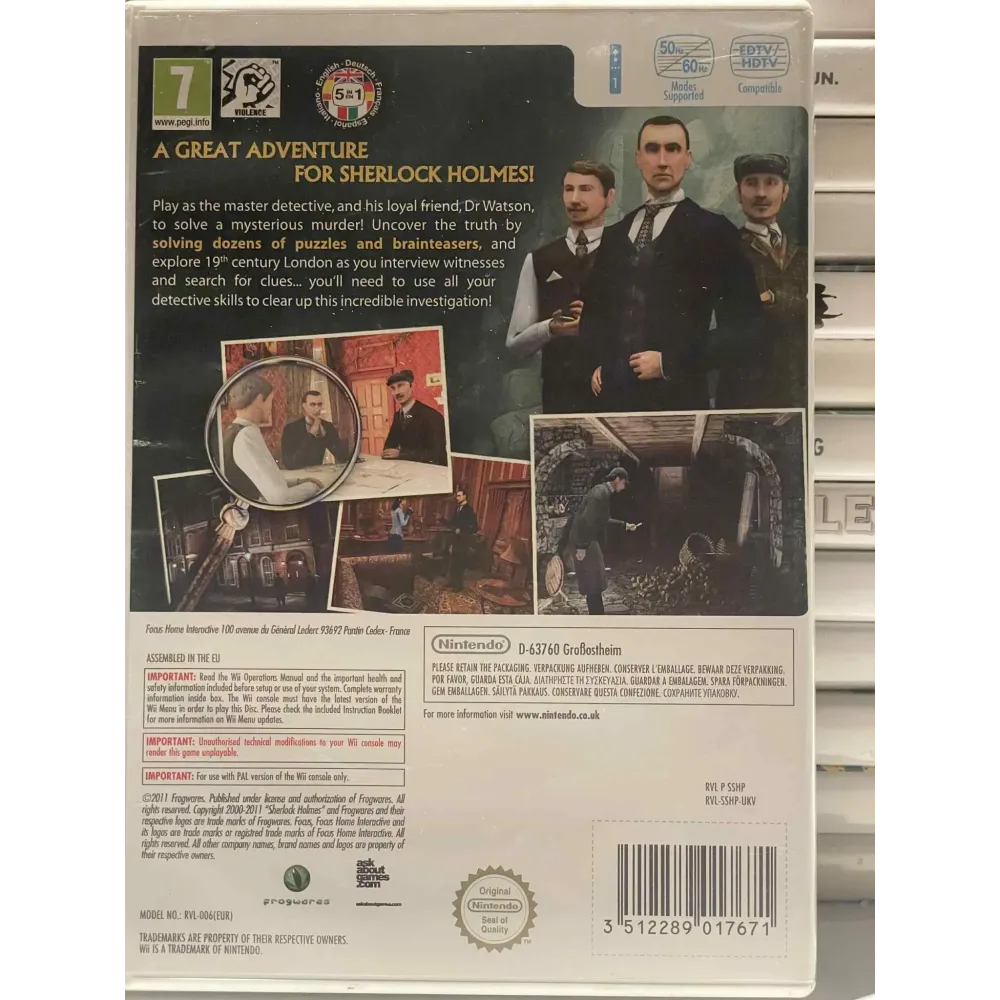 50Hz
60Hz
Modes
Supported
EDTV/
HDTV
Compatible
1
7
www.pegi.info
VIOLENCE
English · Deutsch · Français · Español · Italiano
5 IN 1
A GREAT ADVENTURE
FOR SHERLOCK HOLMES!
Play as the master detective, and his loyal friend, Dr Watson,
to solve a mysterious murder! Uncover the truth by
solving dozens of puzzles and brainteasers, and
explore 19th century London as you interview witnesses
and search for clues... you'll need to use all your
detective skills to clear up this incredible investigation!
Focus Home Interactive 100 avenue du Général Leclerc 93692 Pantin Cedex - France
ASSEMBLED IN THE EU
IMPORTANT: Read the Wii Operations Manual and the important health and
safety information included before setup or use of your system. Complete warranty
information inside box. The Wii console must have the latest version of the
Wii Menu in order to play this Disc. Please check the included Instruction Booklet
for more information on Wii Menu updates.
IMPORTANT: Unauthorised technical modifications to your Wii console may
render this game unplayable.
IMPORTANT: For use with PAL version of the Wii console only.
©2011 Frogwares. Published under license and authorization of Frogwares. All
rights reserved. Copyright 2000-2011 "Sherlock Holmes" and Frogwares and their
respective logos are trade marks of Frogwares. Focus, Focus Home Interactive and
its logos are trade marks or registred trade marks of Focus Home Interactive. All
rights reserved. All other company names, brand names and logos are property of
their respective owners.
frogwares
ask
about
games
.com
askaboutgames.com
MODEL NO.: RVL-006(EUR)
TRADEMARKS ARE PROPERTY OF THEIR RESPECTIVE OWNERS.
Wii IS A TRADEMARK OF NINTENDO.
Nintendo D-63760 Großostheim
PLEASE RETAIN THE PACKAGING. VERPACKUNG AUFHEBEN. CONSERVER L'EMBALLAGE. BEWAAR DEZE VERPAKKING.
POR FAVOR, GUARDA ESTA CAJA. ΔΙΑΤΗΡΗΣΤΕ ΤΗ ΣΥΣΚΕΥΑΣΙΑ. GUARDAR A EMBALAGEM. SPARA FÖRPACKNINGEN.
GEM EMBALLAGEN. SÄILYTÄ PAKKAUS. CONSERVARE QUESTA CONFEZIONE. СОХРАНИТЕ УПАКОВКУ.
For more information visit www.nintendo.co.uk
RVL P SSHP
RVL-SSHP-UKV
Original
Nintendo
Seal of
Quality
TM
3 512289 017671
UN.
G
LE